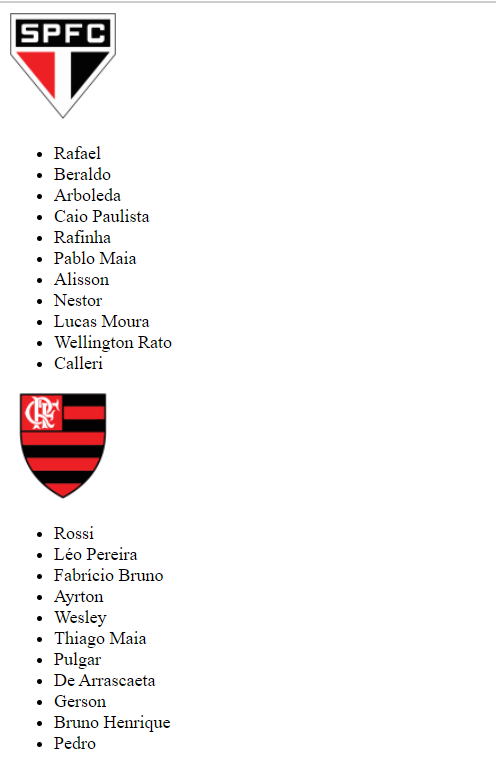 SPFC
Rafael
Beraldo
Arboleda
Caio Paulista
Rafinha
Pablo Maia
Alisson
Nestor
Lucas Moura
Wellington Rato
Calleri
CRF
Rossi
Léo Pereira
Fabrício Bruno
Ayrton
Wesley
Thiago Maia
Pulgar
De Arrascaeta
Gerson
Bruno Henrique
Pedro